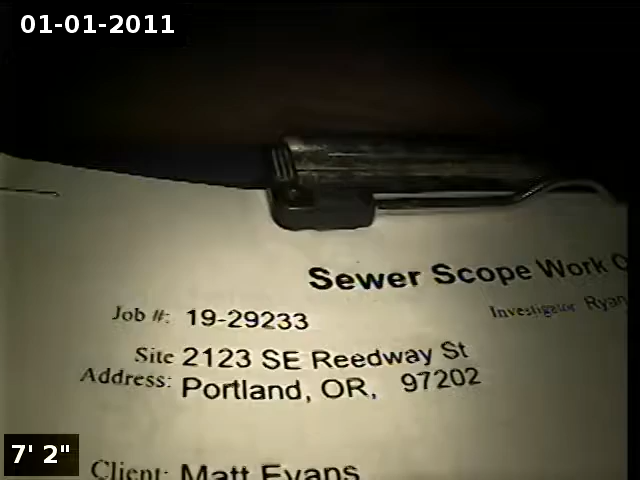 01-01-2011
Sewer Scope Work
Investigator Ryan
Job #: 19-29233
Site 2123 SE Reedway St
Address: Portland, OR, 97202
7' 2"
Client: Matt Evans